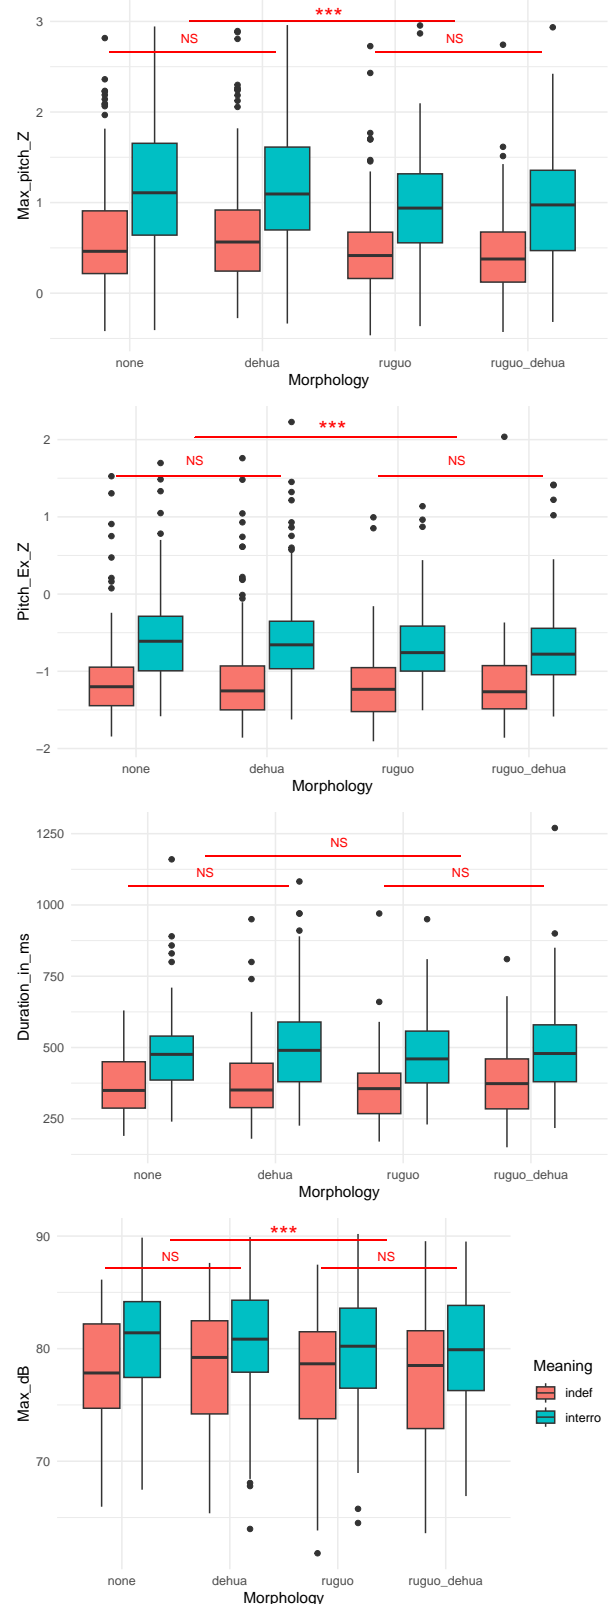 ***
NS
NS
3
2
1
0
Max_pitch_Z
none
dehua
ruguo
ruguo_dehua
Morphology
***
NS
NS
2
1
0
−1
−2
Pitch_Ex_Z
none
dehua
ruguo
ruguo_dehua
Morphology
NS
NS
NS
1250
1000
750
500
250
Duration_in_ms
none
dehua
ruguo
ruguo_dehua
Morphology
***
NS
NS
90
80
70
Max_dB
none
dehua
ruguo
ruguo_dehua
Morphology
Meaning
indef
interro